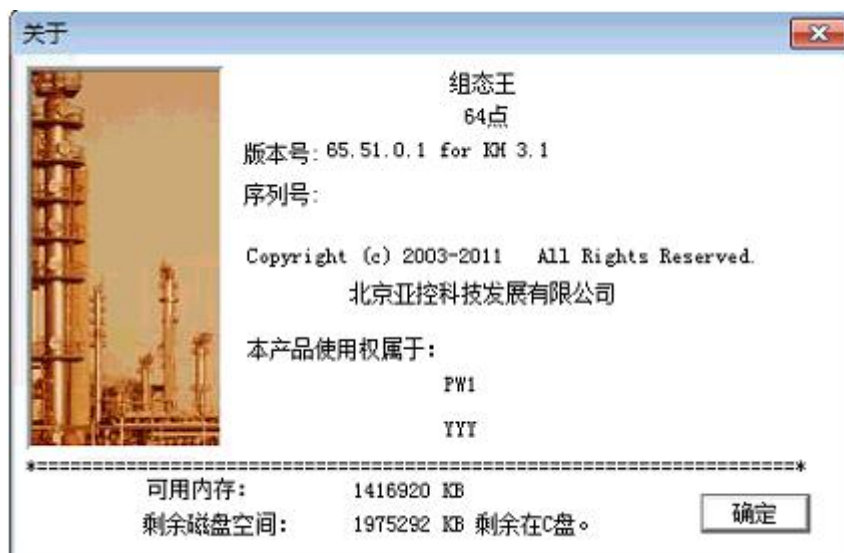 关于
组态王
64点
版本号: 65.51.0.1 for KM 3.1
序列号:
Copyright (c) 2003-2011 All Rights Reserved.
北京亚控科技发展有限公司
本产品使用权属于：
PW1
YYY
*==================================================================*
可用内存： 1416920 KB
剩余磁盘空间： 1975292 KB 剩余在C盘。
确定